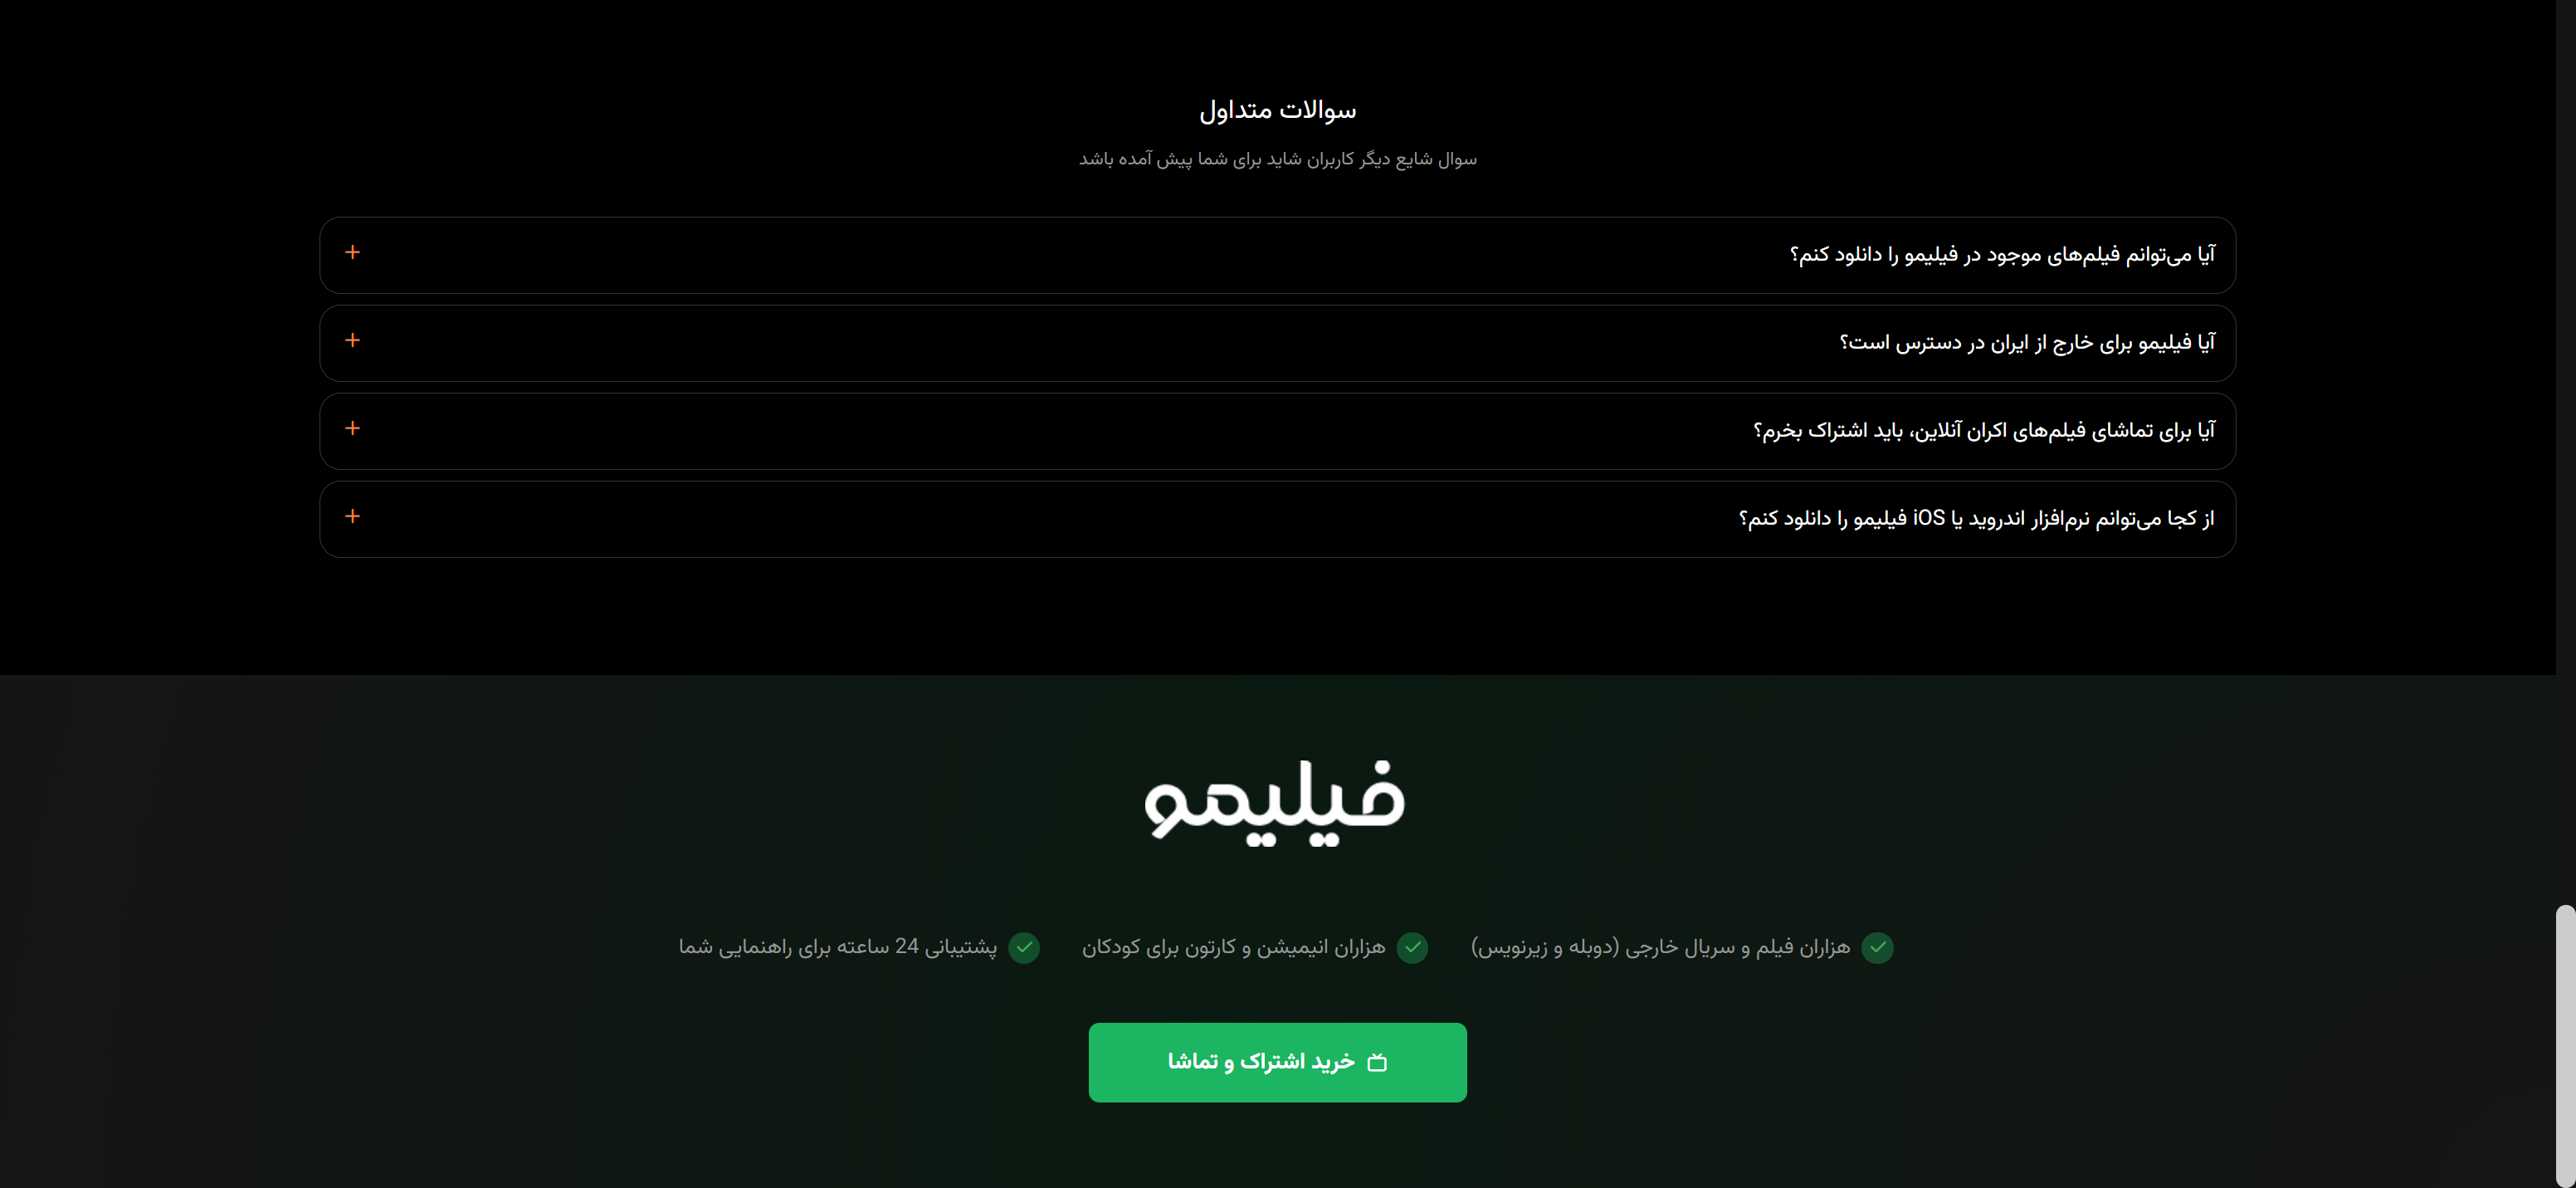 سوالات متداول
سوال شایع دیگر کاربران شاید برای شما پیش آمده باشد
آیا می‌توانم فیلم‌های موجود در فیلیمو را دانلود کنم؟
آیا فیلیمو برای خارج از ایران در دسترس است؟
آیا برای تماشای فیلم‌های اکران آنلاین، باید اشتراک بخرم؟
از کجا می‌توانم نرم‌افزار اندروید یا iOS فیلیمو را دانلود کنم؟
فیلیمو
هزاران فیلم و سریال خارجی (دوبله و زیرنویس)
هزاران انیمیشن و کارتون برای کودکان
پشتیبانی 24 ساعته برای راهنمایی شما
خرید اشتراک و تماشا